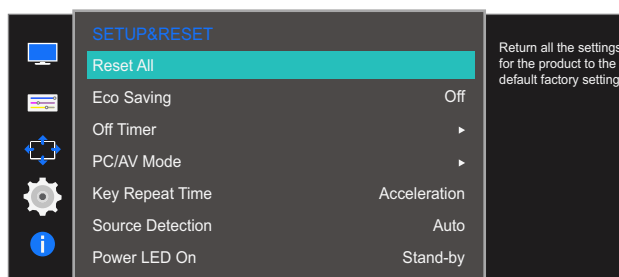 SETUP&RESET
Reset All
Eco Saving Off
Off Timer ▸
PC/AV Mode ▸
Key Repeat Time Acceleration
Source Detection Auto
Power LED On Stand-by
Return all the settings
for the product to the
default factory setting